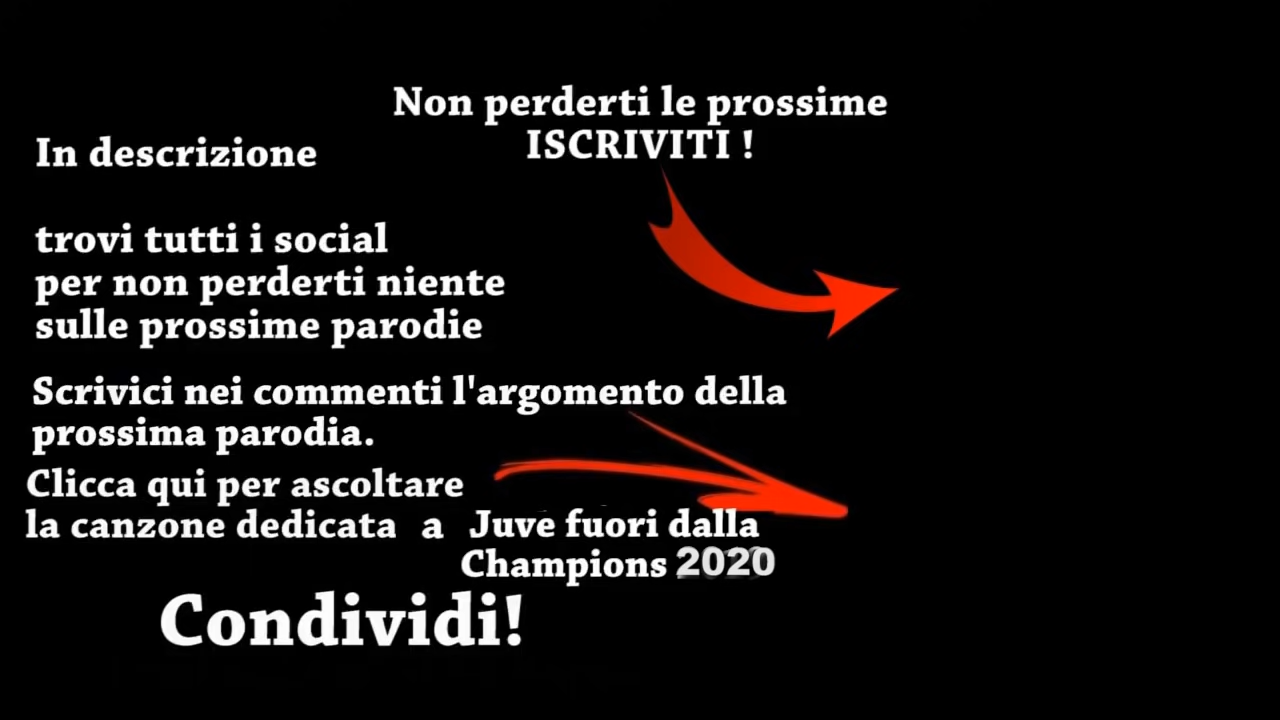 Non perderti le prossime
ISCRIVITI !
In descrizione
trovi tutti i social
per non perderti niente
sulle prossime parodie
Scrivici nei commenti l'argomento della
prossima parodia.
Clicca qui per ascoltare
la canzone dedicata a Juve fuori dalla
Champions 2020
Condividi!